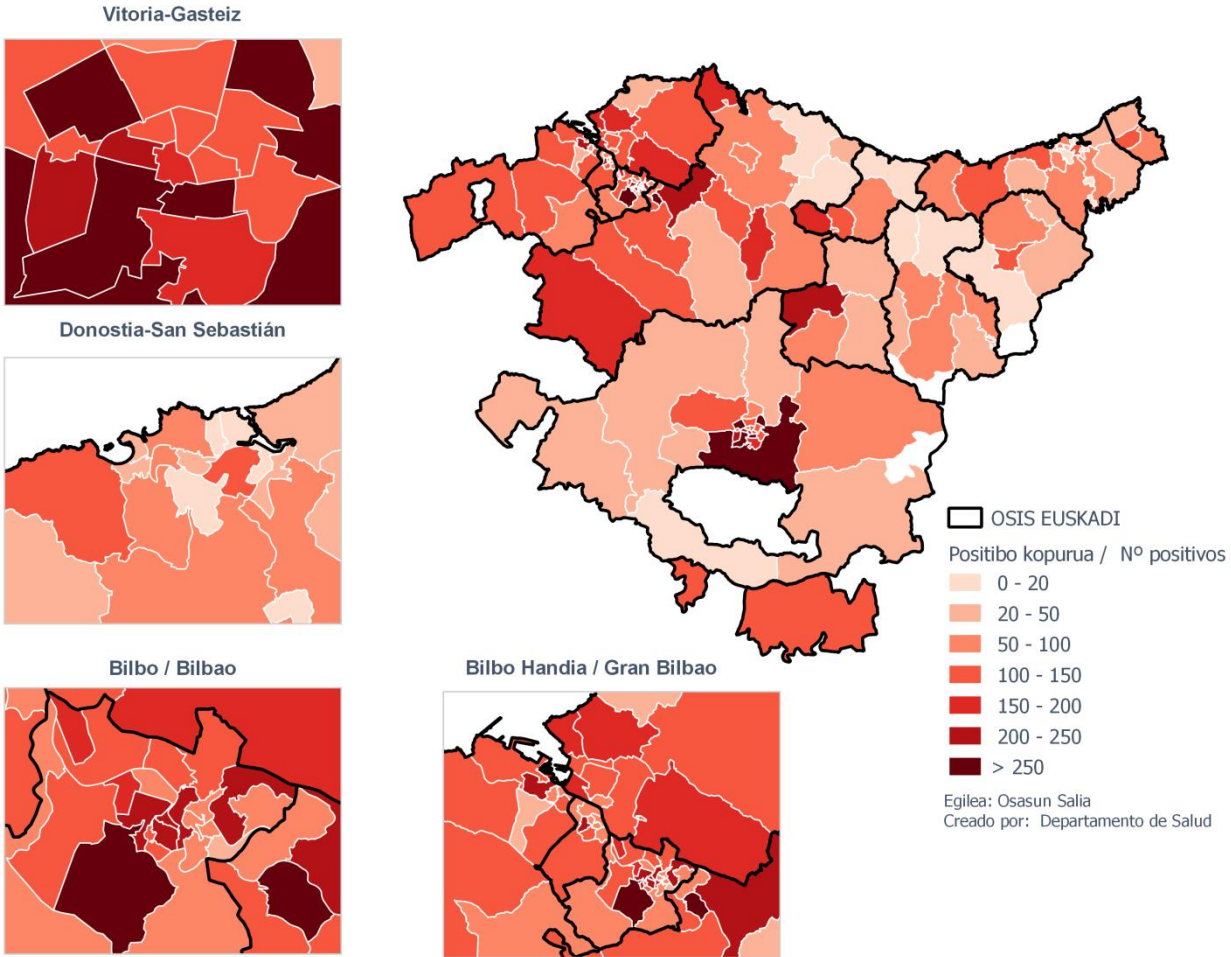 Vitoria-Gasteiz
Donostia-San Sebastián
Bilbo / Bilbao
Bilbo Handia / Gran Bilbao
OSIS EUSKADI
Positibo kopurua / Nº positivos
0 - 20
20 - 50
50 - 100
100 - 150
150 - 200
200 - 250
> 250
Egilea: Osasun Salia
Creado por: Departamento de Salud